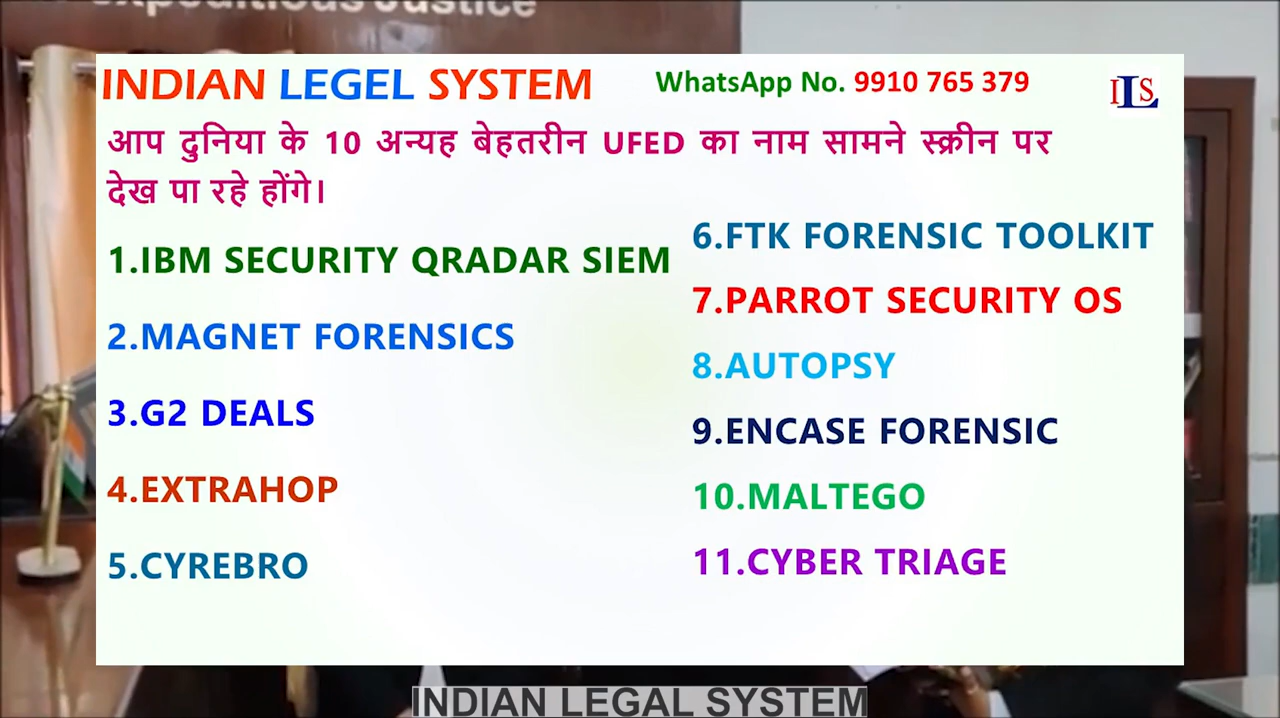 expeditious Justice
INDIAN LEGEL SYSTEM
WhatsApp No. 9910 765 379
ILS
आप दुनिया के 10 अन्यह बेहतरीन UFED का नाम सामने स्क्रीन पर
देख पा रहे होंगे।
1.IBM SECURITY QRADAR SIEM
2.MAGNET FORENSICS
3.G2 DEALS
4.EXTRAHOP
5.CYREBRO
6.FTK FORENSIC TOOLKIT
7.PARROT SECURITY OS
8.AUTOPSY
9.ENCASE FORENSIC
10.MALTEGO
11.CYBER TRIAGE
INDIAN LEGAL SYSTEM